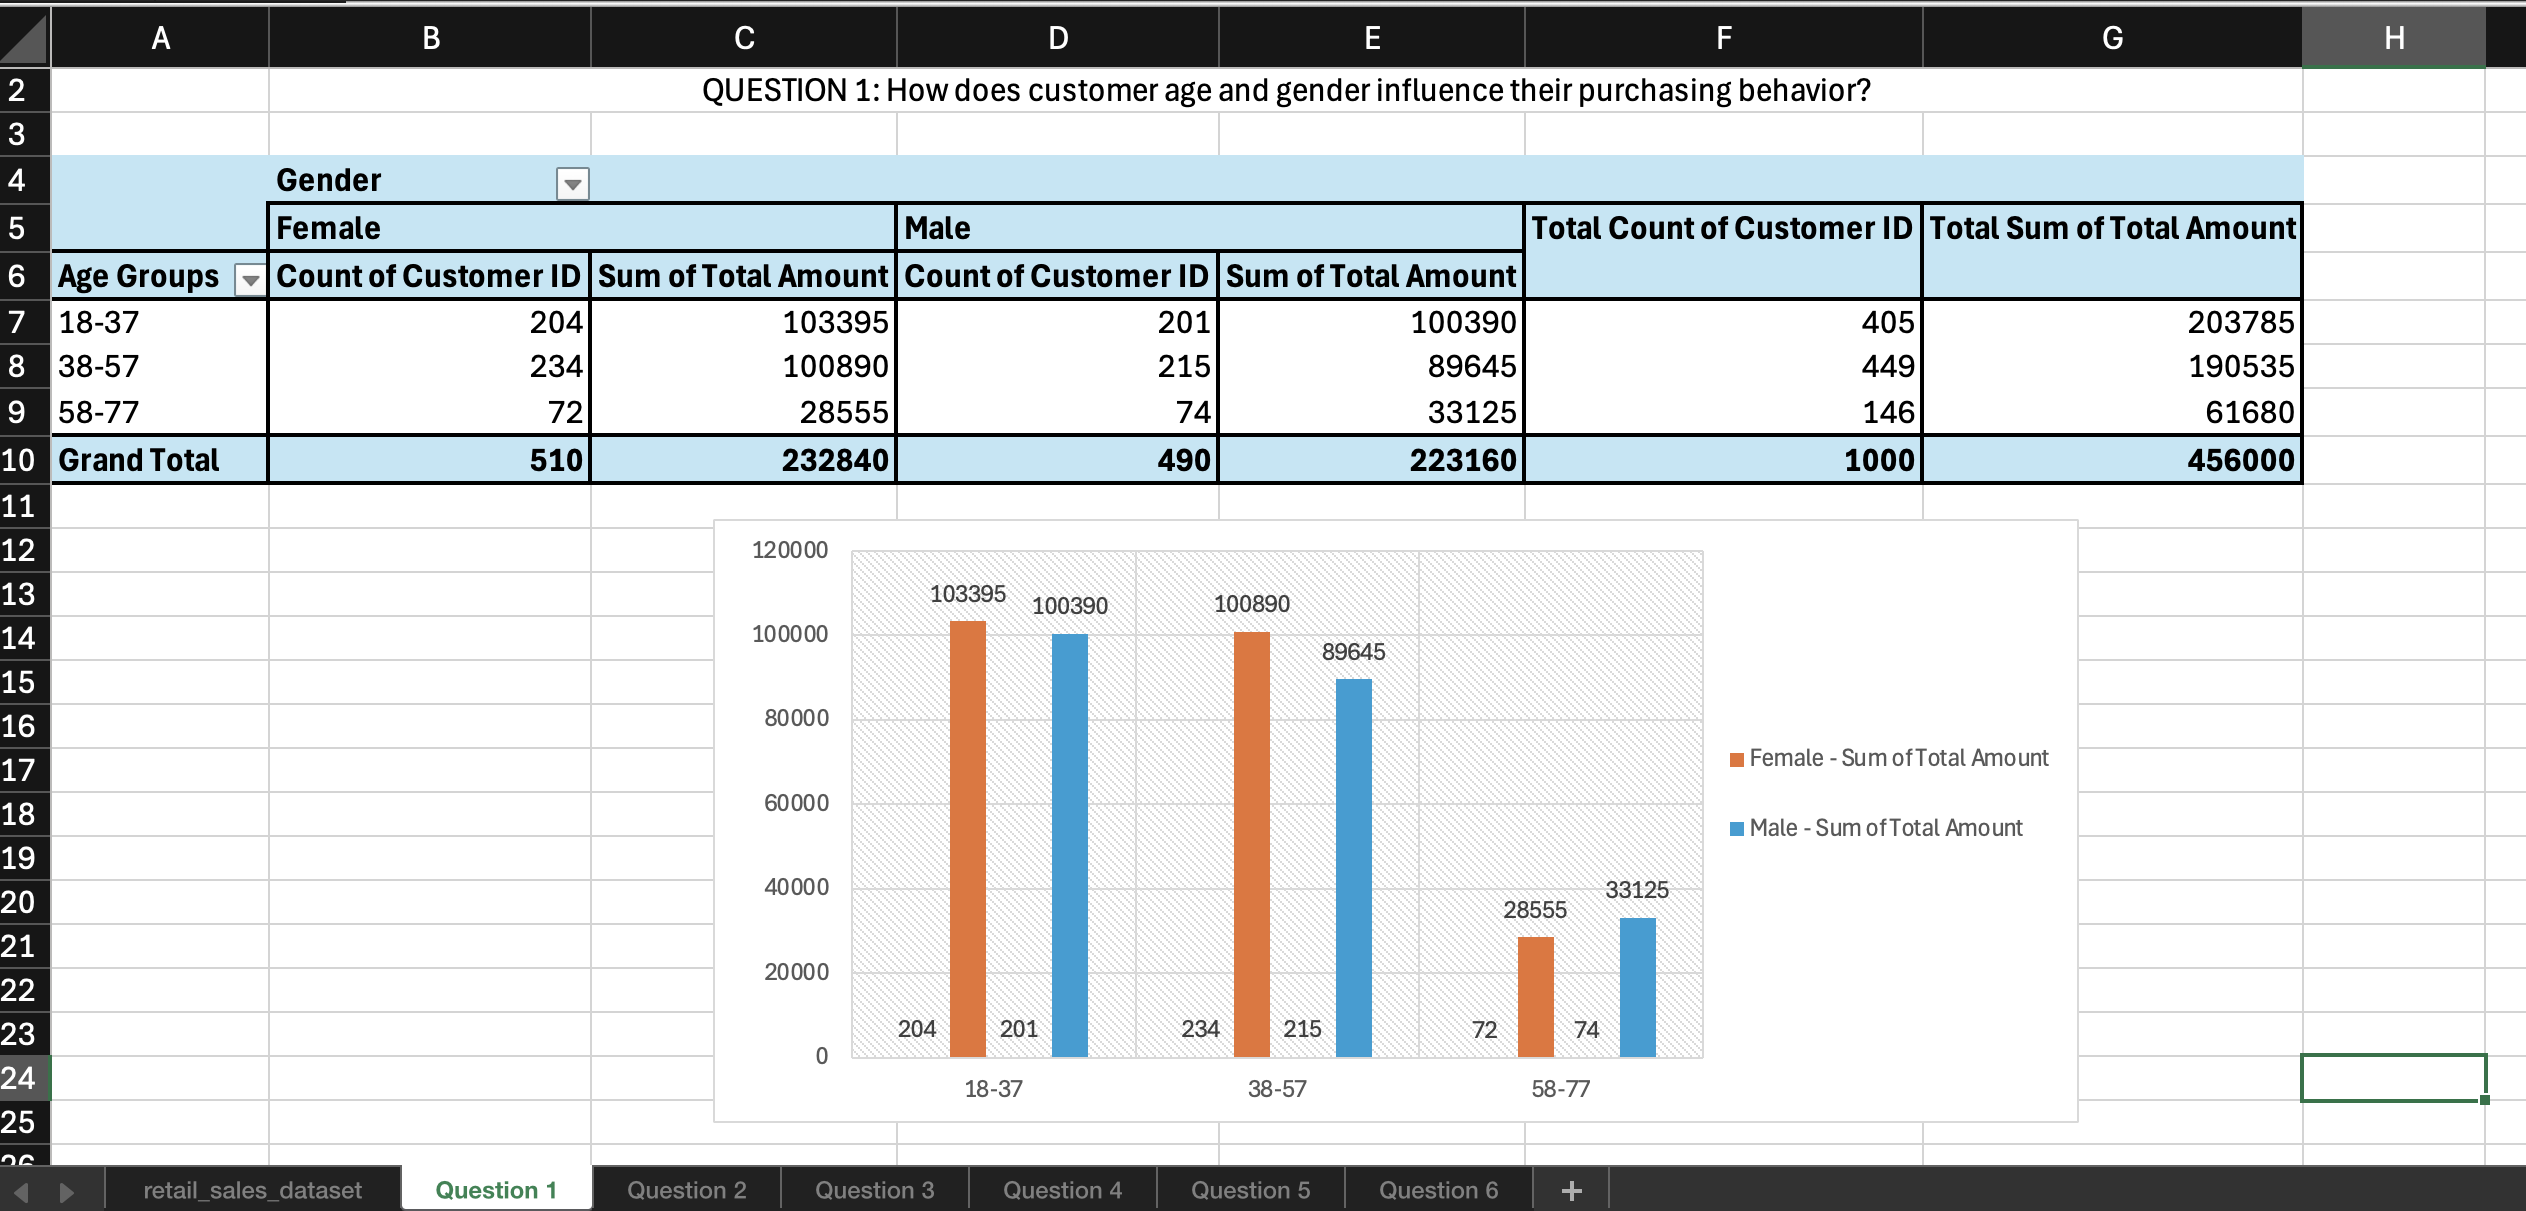 A B C D E F G H
2 QUESTION 1: How does customer age and gender influence their purchasing behavior?
3
4 Gender
5 Female Male Total Count of Customer ID Total Sum of Total Amount
6 Age Groups Count of Customer ID Sum of Total Amount Count of Customer ID Sum of Total Amount
7 18-37 204 103395 201 100390 405 203785
8 38-57 234 100890 215 89645 449 190535
9 58-77 72 28555 74 33125 146 61680
10 Grand Total 510 232840 490 223160 1000 456000
11
12
13
14
15
16
17
18
19
20
21
22
23
24
25
26
120000
100000
80000
60000
40000
20000
0
103395 100390 100890 89645 28555 33125
204 201 234 215 72 74
18-37 38-57 58-77
Female - Sum of Total Amount
Male - Sum of Total Amount
retail_sales_dataset Question 1 Question 2 Question 3 Question 4 Question 5 Question 6 +